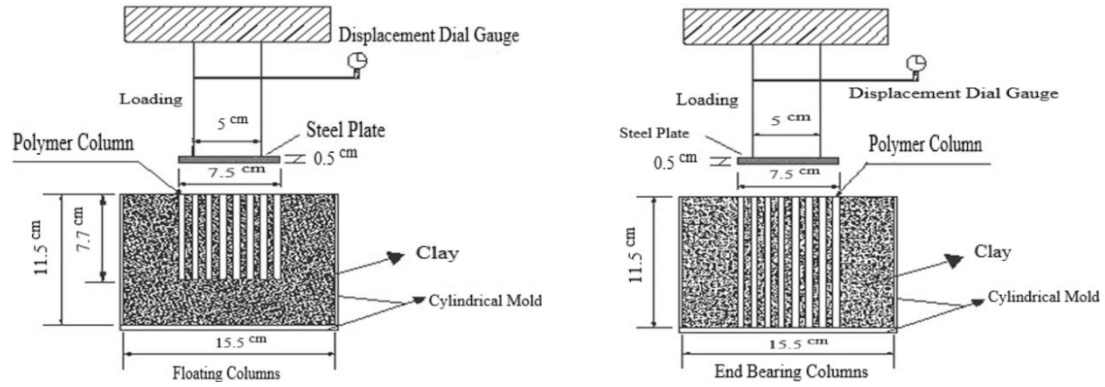 Displacement Dial Gauge
Loading
5 cm
Steel Plate
Polymer Column
0.5 cm
7.5 cm
11.5 cm
7.7 cm
Clay
Cylindrical Mold
15.5 cm
Floating Columns
Displacement Dial Gauge
Loading
5 cm
Steel Plate
Polymer Column
0.5 cm
7.5 cm
11.5 cm
Clay
Cylindrical Mold
15.5 cm
End Bearing Columns